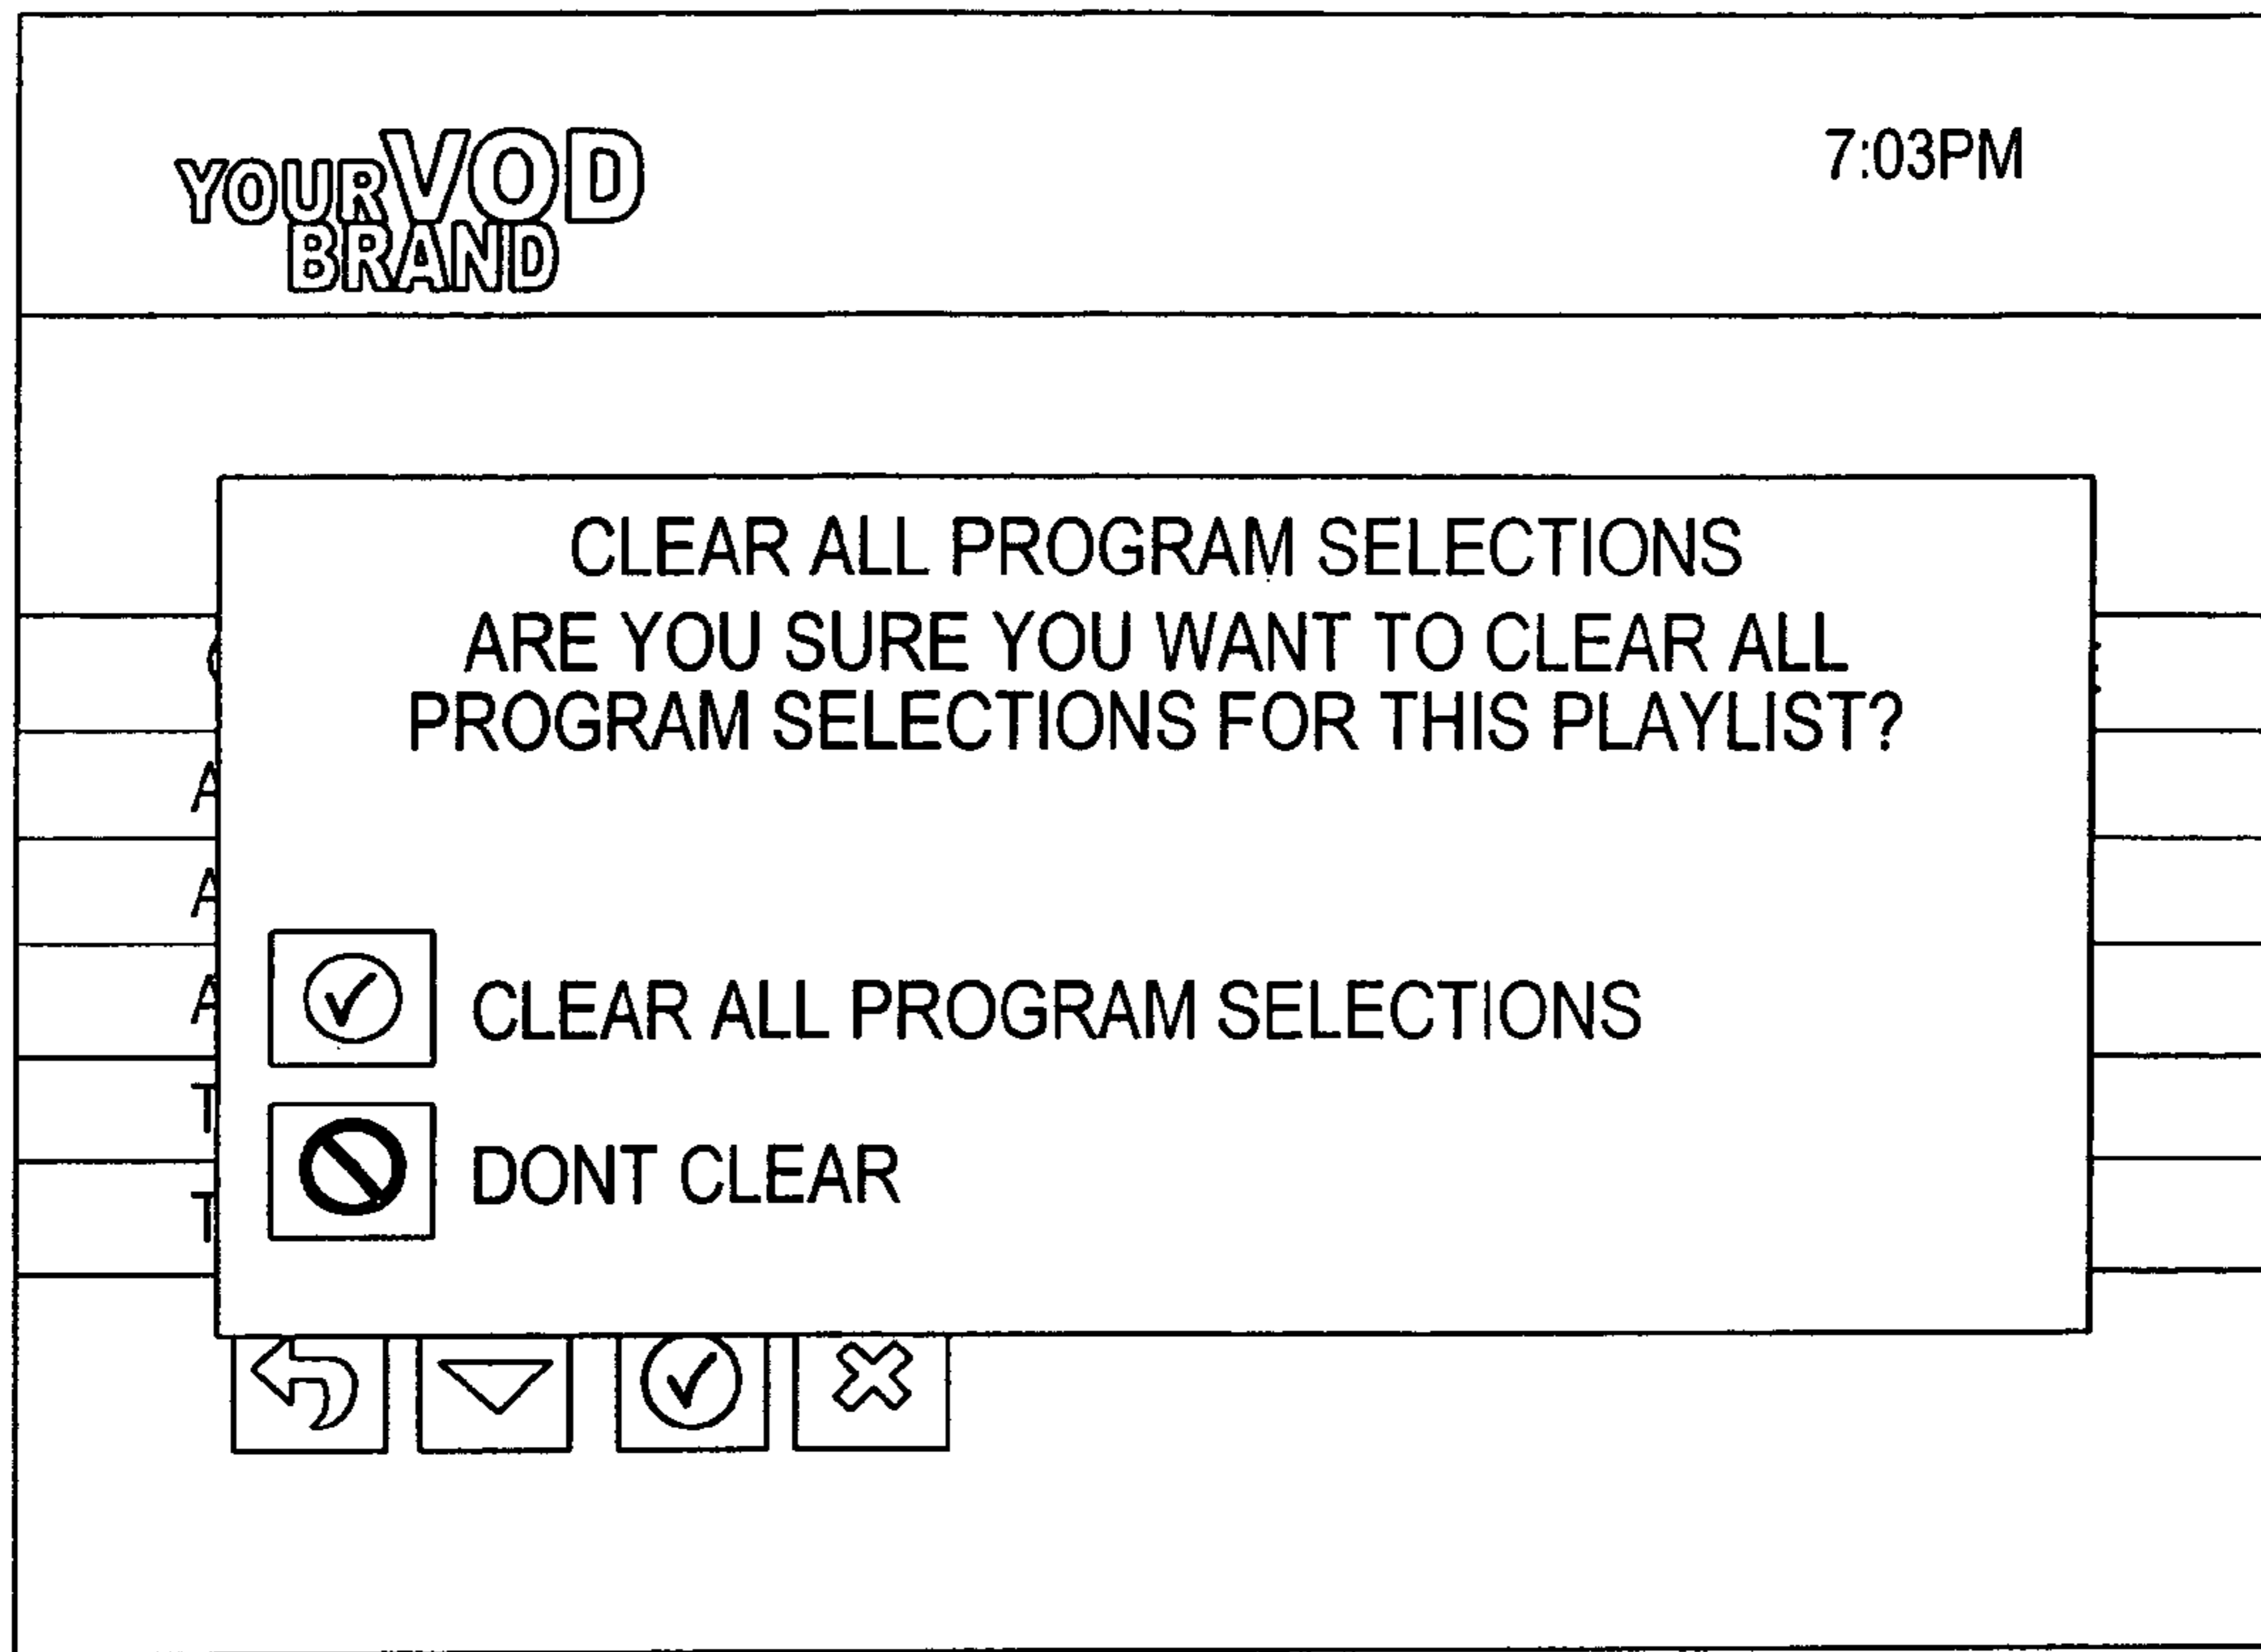 YOUR VOD
BRAND
7:03PM
CLEAR ALL PROGRAM SELECTIONS
ARE YOU SURE YOU WANT TO CLEAR ALL
PROGRAM SELECTIONS FOR THIS PLAYLIST?
A
A
A
T
T
CLEAR ALL PROGRAM SELECTIONS
DONT CLEAR